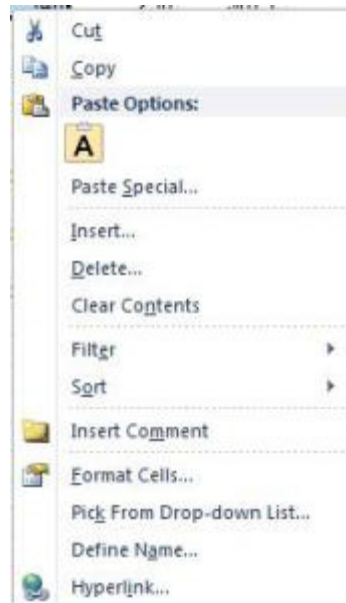 Cut
Copy
Paste Options:
A
Paste Special...
Insert...
Delete...
Clear Contents
Filter
Sort
Insert Comment
Format Cells...
Pick From Drop-down List...
Define Name...
Hyperlink...